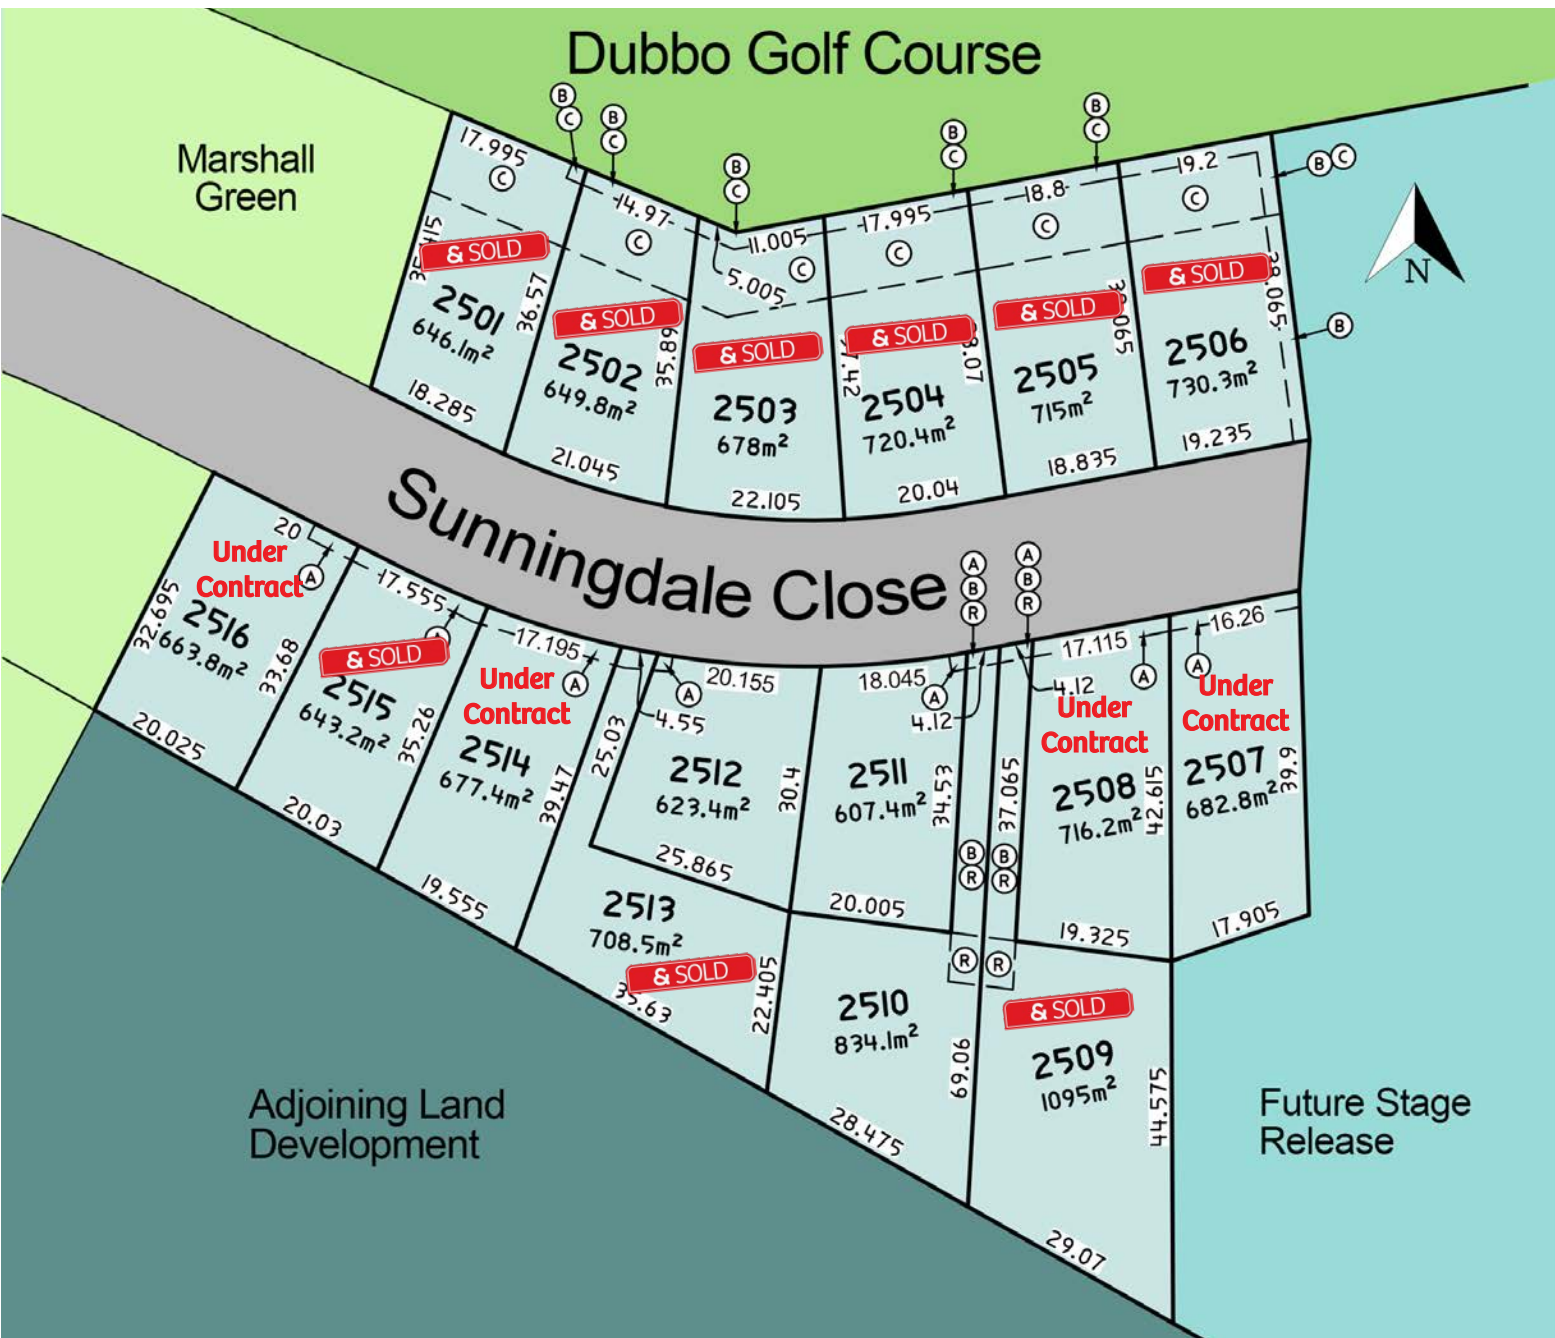 Dubbo Golf Course
Marshall
Green
B
C
B
C
B
C
B
C
B
C
B C
B
N
17.995
C
& SOLD
2501
646.1m²
36.57
18.285
14.97
C
& SOLD
2502
649.8m²
35.89
21.045
11.005
5.005
C
& SOLD
2503
678m²
22.105
17.995
C
& SOLD
2504
720.4m²
20.04
18.8
C
& SOLD
2505
715m²
18.835
19.2
C
& SOLD
2506
730.3m²
19.235
Sunningdale Close
A
B
R
A
B
R
20
Under
Contract
A
2516
663.8m²
32.695
33.68
20.025
17.555
A
& SOLD
2515
643.2m²
35.26
20.03
17.195
Under
Contract
A
2514
677.4m²
39.47
19.555
25.03
4.55
A
20.155
2512
623.4m²
30.4
25.865
2513
708.5m²
& SOLD
35.63
22.405
18.045
A
4.12
2511
607.4m²
34.53
20.005
B
R
B
R
R
R
37.065
2510
834.1m²
69.06
28.475
17.115
4.12
A
Under
Contract
2508
716.2m²
42.615
19.325
16.26
A
Under
Contract
2507
682.8m²
39.9
17.905
& SOLD
2509
1095m²
44.575
29.07
Adjoining Land
Development
Future Stage
Release